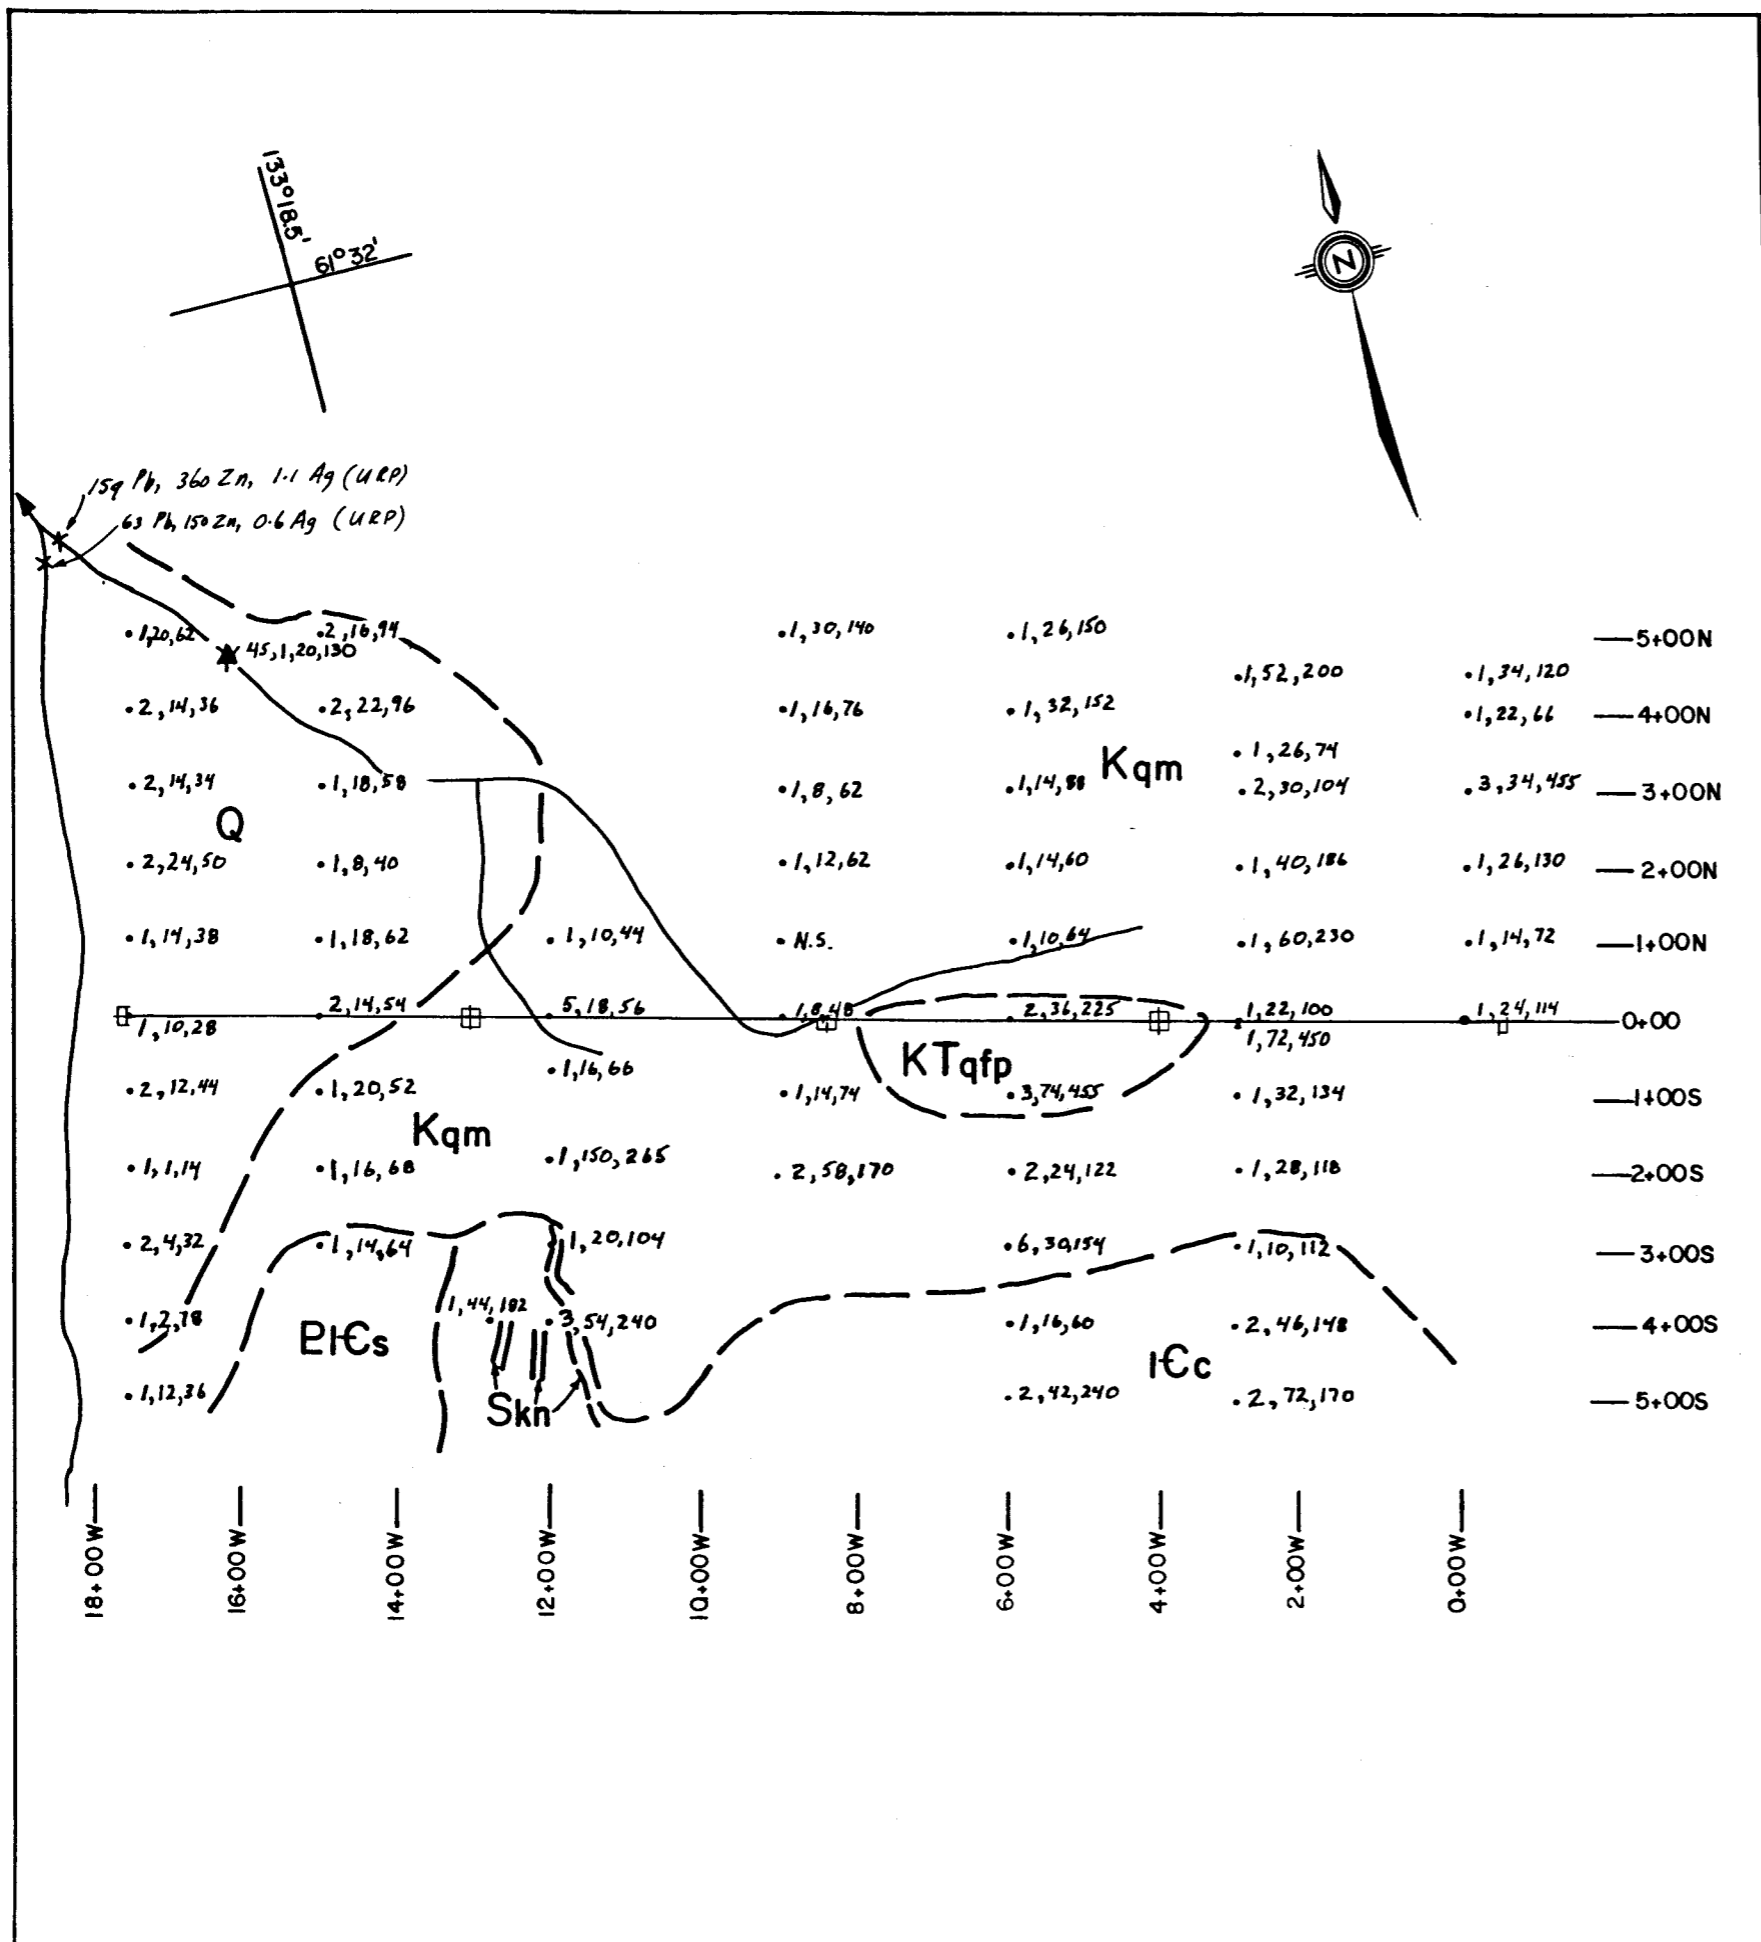 133°18.5'
61°32'
N
159 Pb, 360 Zn, 1.1 Ag (URP)
63 Pb, 150 Zn, 0.6 Ag (URP)
1,20,62
2,16,94
1,30,140
1,26,150
5+00N
45,1,20,130
1,52,200
1,34,120
2,14,36
2,22,96
1,16,76
1,32,152
1,22,66
4+00N
Kqm
1,26,74
2,14,34
1,18,58
1,8,62
1,14,88
2,30,104
3,34,455
3+00N
Q
2,24,50
1,8,40
1,12,62
1,14,60
1,40,186
1,26,130
2+00N
1,14,38
1,18,62
1,10,44
N.S.
1,10,64
1,60,230
1,14,72
1+00N
1,10,28
2,14,54
5,18,56
1,8,48
2,36,225
1,22,100
1,24,114
0+00
1,72,450
KTqfp
1,16,66
2,12,44
1,20,52
1,14,74
3,74,455
1,32,134
1+00S
Kqm
1,1,14
1,16,68
1,150,265
2,58,170
2,24,122
1,28,118
2+00S
2,4,32
1,14,64
1,20,104
6,30,154
1,10,112
3+00S
1,44,182
1,2,78
3,54,240
1,16,60
2,46,148
4+00S
PIЄs
IЄc
1,12,36
2,42,240
2,72,170
5+00S
Skn
18+00W
16+00W
14+00W
12+00W
10+00W
8+00W
6+00W
4+00W
2+00W
0+00W